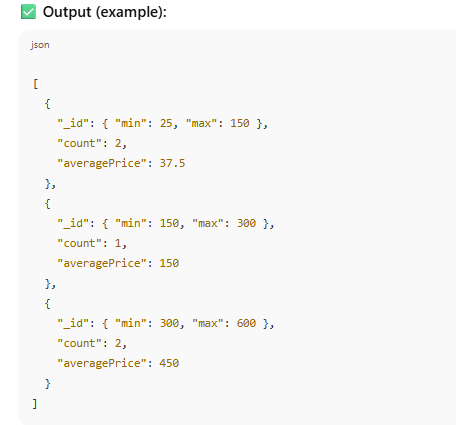 ✅ Output (example):
json
[
  {
    "_id": { "min": 25, "max": 150 },
    "count": 2,
    "averagePrice": 37.5
  },
  {
    "_id": { "min": 150, "max": 300 },
    "count": 1,
    "averagePrice": 150
  },
  {
    "_id": { "min": 300, "max": 600 },
    "count": 2,
    "averagePrice": 450
  }
]